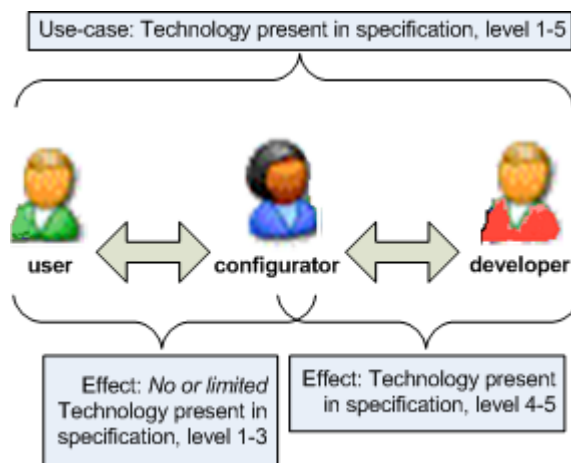 Use-case: Technology present in specification, level 1-5
user
configurator
developer
Effect: No or limited
Technology present in
specification, level 1-3
Effect: Technology present
in specification, level 4-5